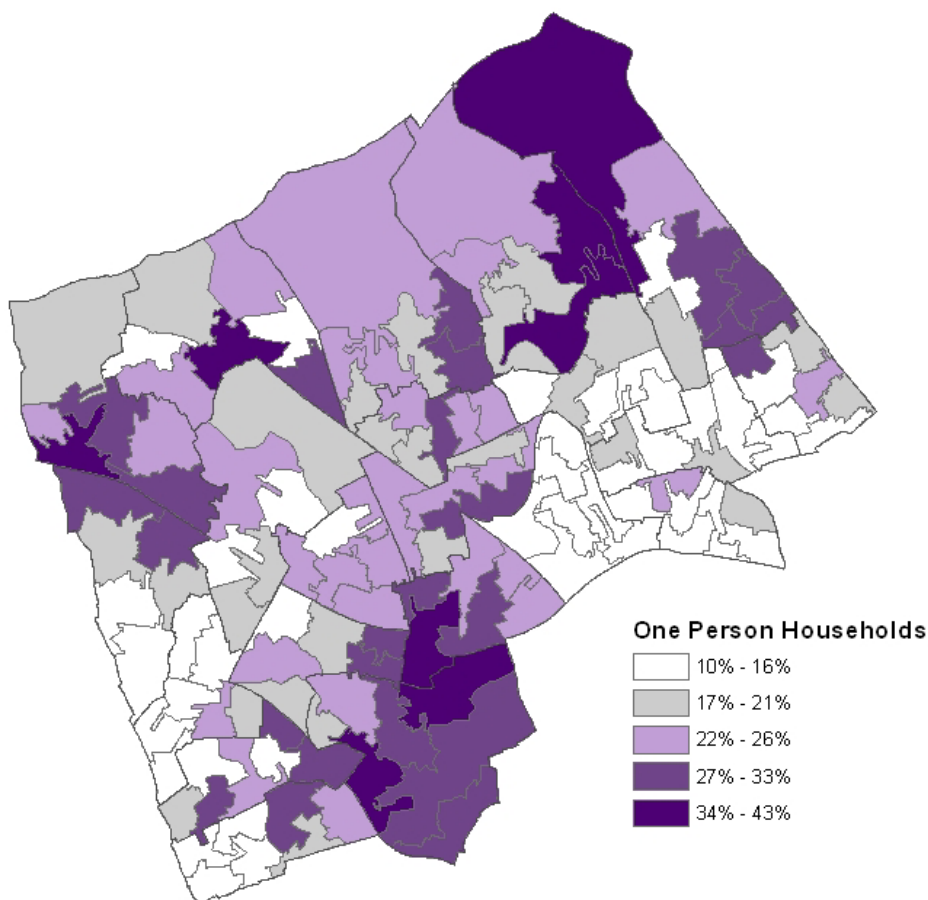 One Person Households
10% - 16%
17% - 21%
22% - 26%
27% - 33%
34% - 43%